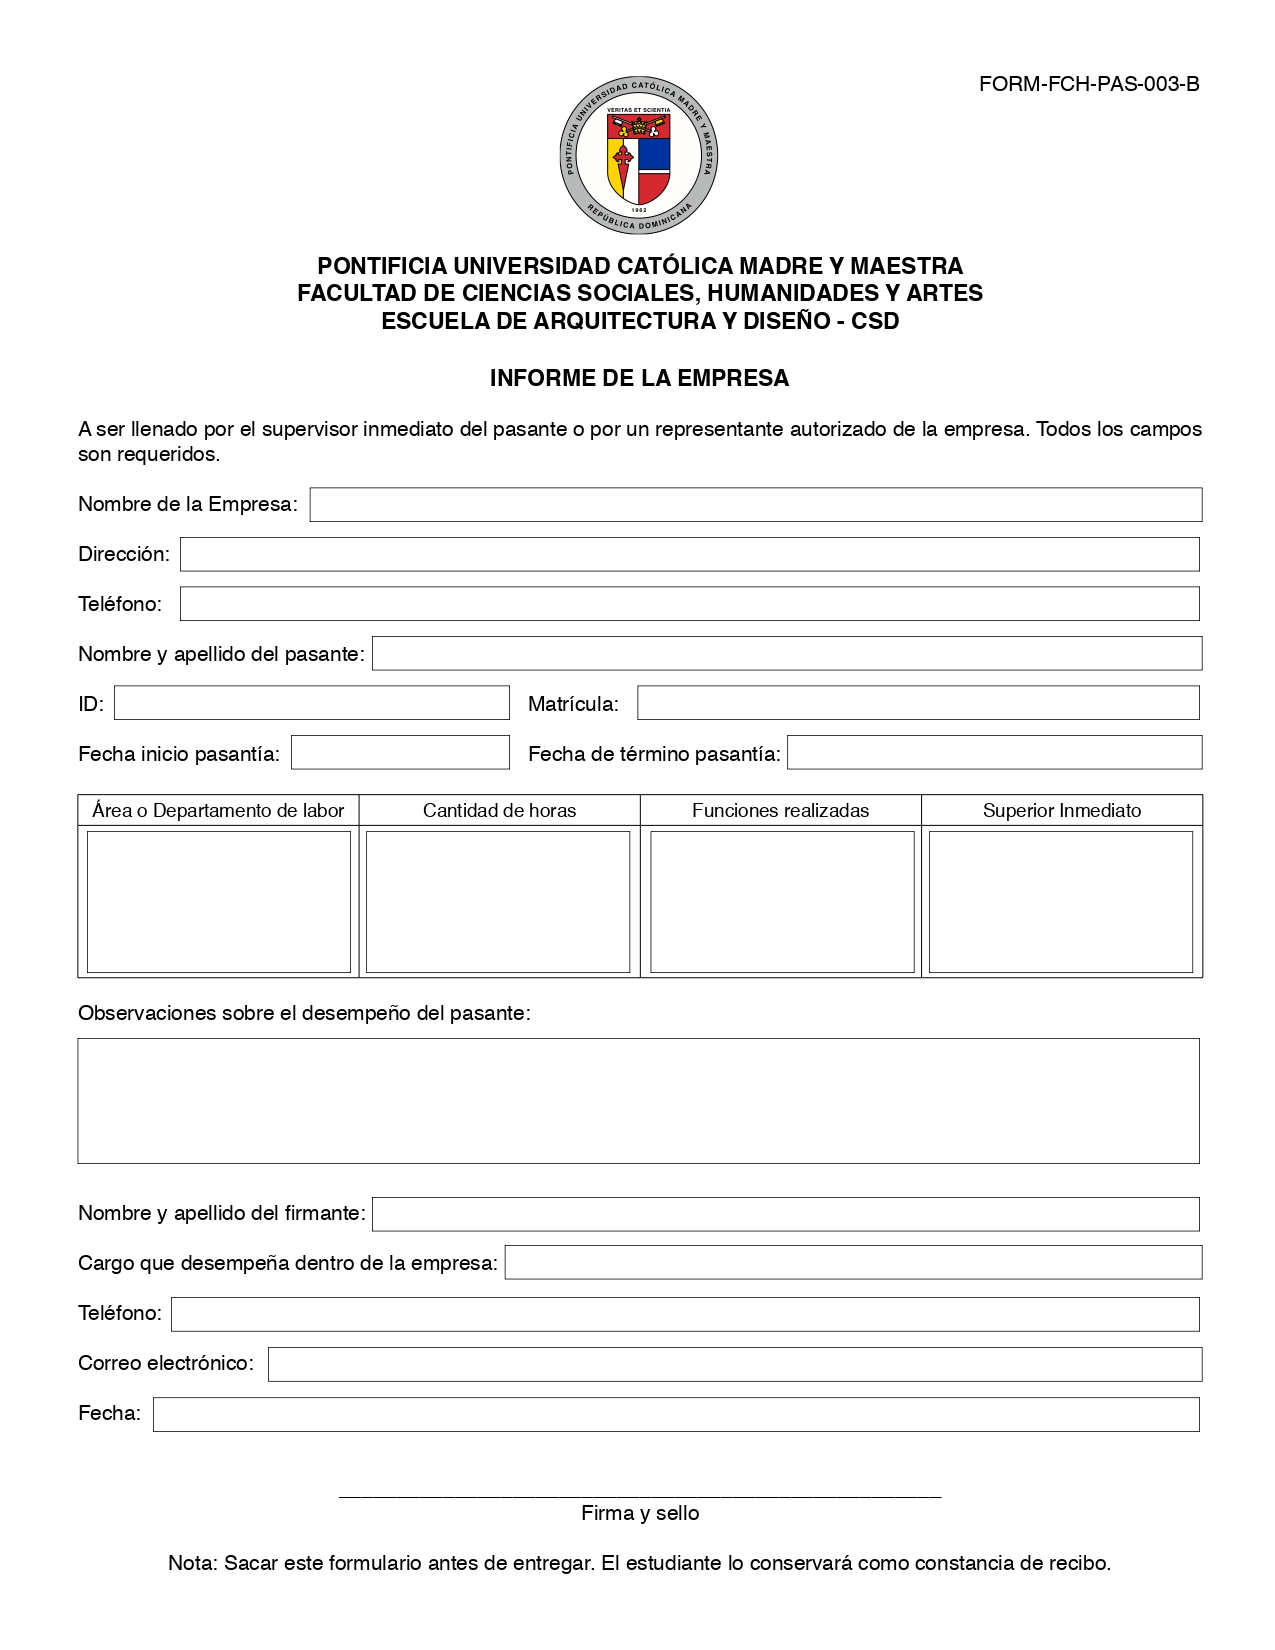 FORM-FCH-PAS-003-B
PONTIFICIA UNIVERSIDAD CATÓLICA MADRE Y MAESTRA
VERITAS ET SCIENTIA
1962
REPÚBLICA DOMINICANA
PONTIFICIA UNIVERSIDAD CATÓLICA MADRE Y MAESTRA
FACULTAD DE CIENCIAS SOCIALES, HUMANIDADES Y ARTES
ESCUELA DE ARQUITECTURA Y DISEÑO - CSD
INFORME DE LA EMPRESA
A ser llenado por el supervisor inmediato del pasante o por un representante autorizado de la empresa. Todos los campos
son requeridos.
Nombre de la Empresa:
Dirección:
Teléfono:
Nombre y apellido del pasante:
ID: Matrícula:
Fecha inicio pasantía: Fecha de término pasantía:
Área o Departamento de labor Cantidad de horas Funciones realizadas Superior Inmediato
Observaciones sobre el desempeño del pasante:
Nombre y apellido del firmante:
Cargo que desempeña dentro de la empresa:
Teléfono:
Correo electrónico:
Fecha:
Firma y sello
Nota: Sacar este formulario antes de entregar. El estudiante lo conservará como constancia de recibo.